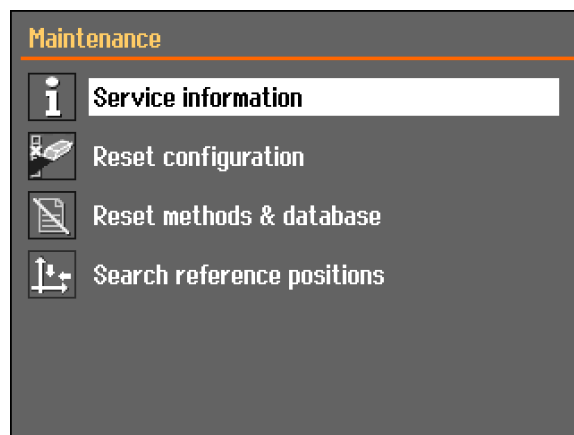 Maintenance
Service information
Reset configuration
Reset methods & database
Search reference positions